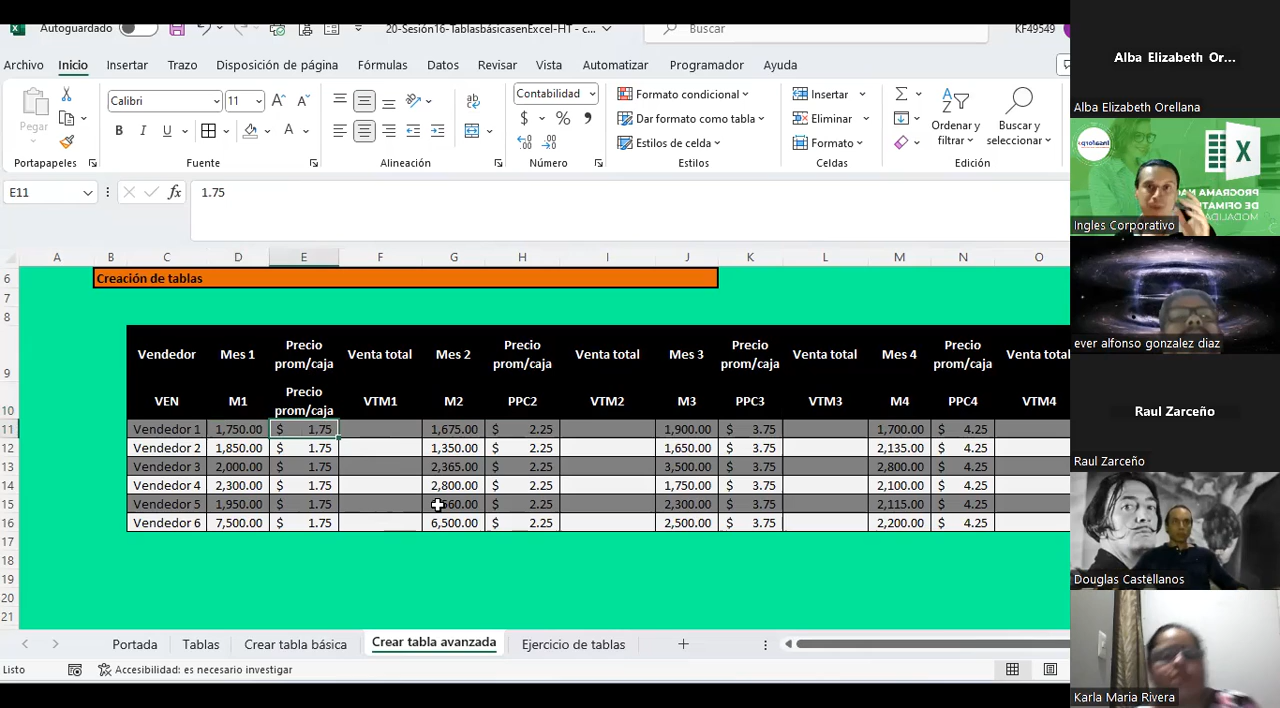 Autoguardado 20-Sesión16-TablasbásicasenExcel-HT - c... Buscar KF49549
Archivo Inicio Insertar Trazo Disposición de página Fórmulas Datos Revisar Vista Automatizar Programador Ayuda
Pegar
Portapapeles
Calibri 11
N K S
Fuente
Alineación
Contabilidad
$ % 
Número
Formato condicional
Dar formato como tabla
Estilos de celda
Estilos
Insertar
Eliminar
Formato
Celdas
Ordenar y filtrar
Buscar y seleccionar
Edición
E11 fx 1.75
A B C D E F G H I J K L M N O
6 Creación de tablas
7
8
9 Vendedor Mes 1 Precio prom/caja Venta total Mes 2 Precio prom/caja Venta total Mes 3 Precio prom/caja Venta total Mes 4 Precio prom/caja Venta total
10 VEN M1 Precio prom/caja VTM1 M2 PPC2 VTM2 M3 PPC3 VTM3 M4 PPC4 VTM4
11 Vendedor 1 1,750.00 $ 1.75 1,675.00 $ 2.25 1,900.00 $ 3.75 1,700.00 $ 4.25
12 Vendedor 2 1,850.00 $ 1.75 1,350.00 $ 2.25 1,650.00 $ 3.75 2,135.00 $ 4.25
13 Vendedor 3 2,000.00 $ 1.75 2,365.00 $ 2.25 3,500.00 $ 3.75 2,800.00 $ 4.25
14 Vendedor 4 2,300.00 $ 1.75 2,800.00 $ 2.25 1,750.00 $ 3.75 2,100.00 $ 4.25
15 Vendedor 5 1,950.00 $ 1.75 $ 2.25 2,300.00 $ 3.75 2,115.00 $ 4.25
16 Vendedor 6 7,500.00 $ 1.75 6,500.00 $ 2.25 2,500.00 $ 3.75 2,200.00 $ 4.25
17
18
19
20
21
Portada Tablas Crear tabla básica Crear tabla avanzada Ejercicio de tablas
Listo Accesibilidad: es necesario investigar
Alba Elizabeth Or...
Alba Elizabeth Orellana
X
PROGRAMA NA
DE OFIMATI
MODALIDA
Ingles Corporativo
ever alfonso gonzalez diaz
Raul Zarceño
Raul Zarceño
Douglas Castellanos
Karla Maria Rivera